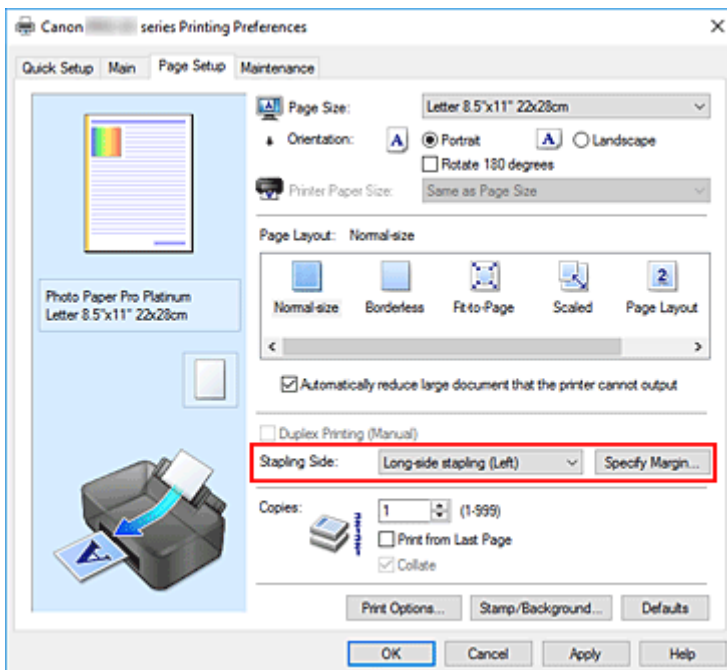 Canon series Printing Preferences
Quick Setup Main Page Setup Maintenance
Page Size: Letter 8.5"x11" 22x28cm
Orientation: A Portrait A Landscape
Rotate 180 degrees
Printer Paper Size: Same as Page Size
Page Layout: Normal-size
2
Normal-size Borderless Fit-to-Page Scaled Page Layout
Photo Paper Pro Platinum
Letter 8.5"x11" 22x28cm
Automatically reduce large document that the printer cannot output
Duplex Printing (Manual)
Stapling Side: Long-side stapling (Left) Specify Margin...
Copies: 1 (1-999)
Print from Last Page
Collate
A
Print Options... Stamp/Background... Defaults
OK Cancel Apply Help